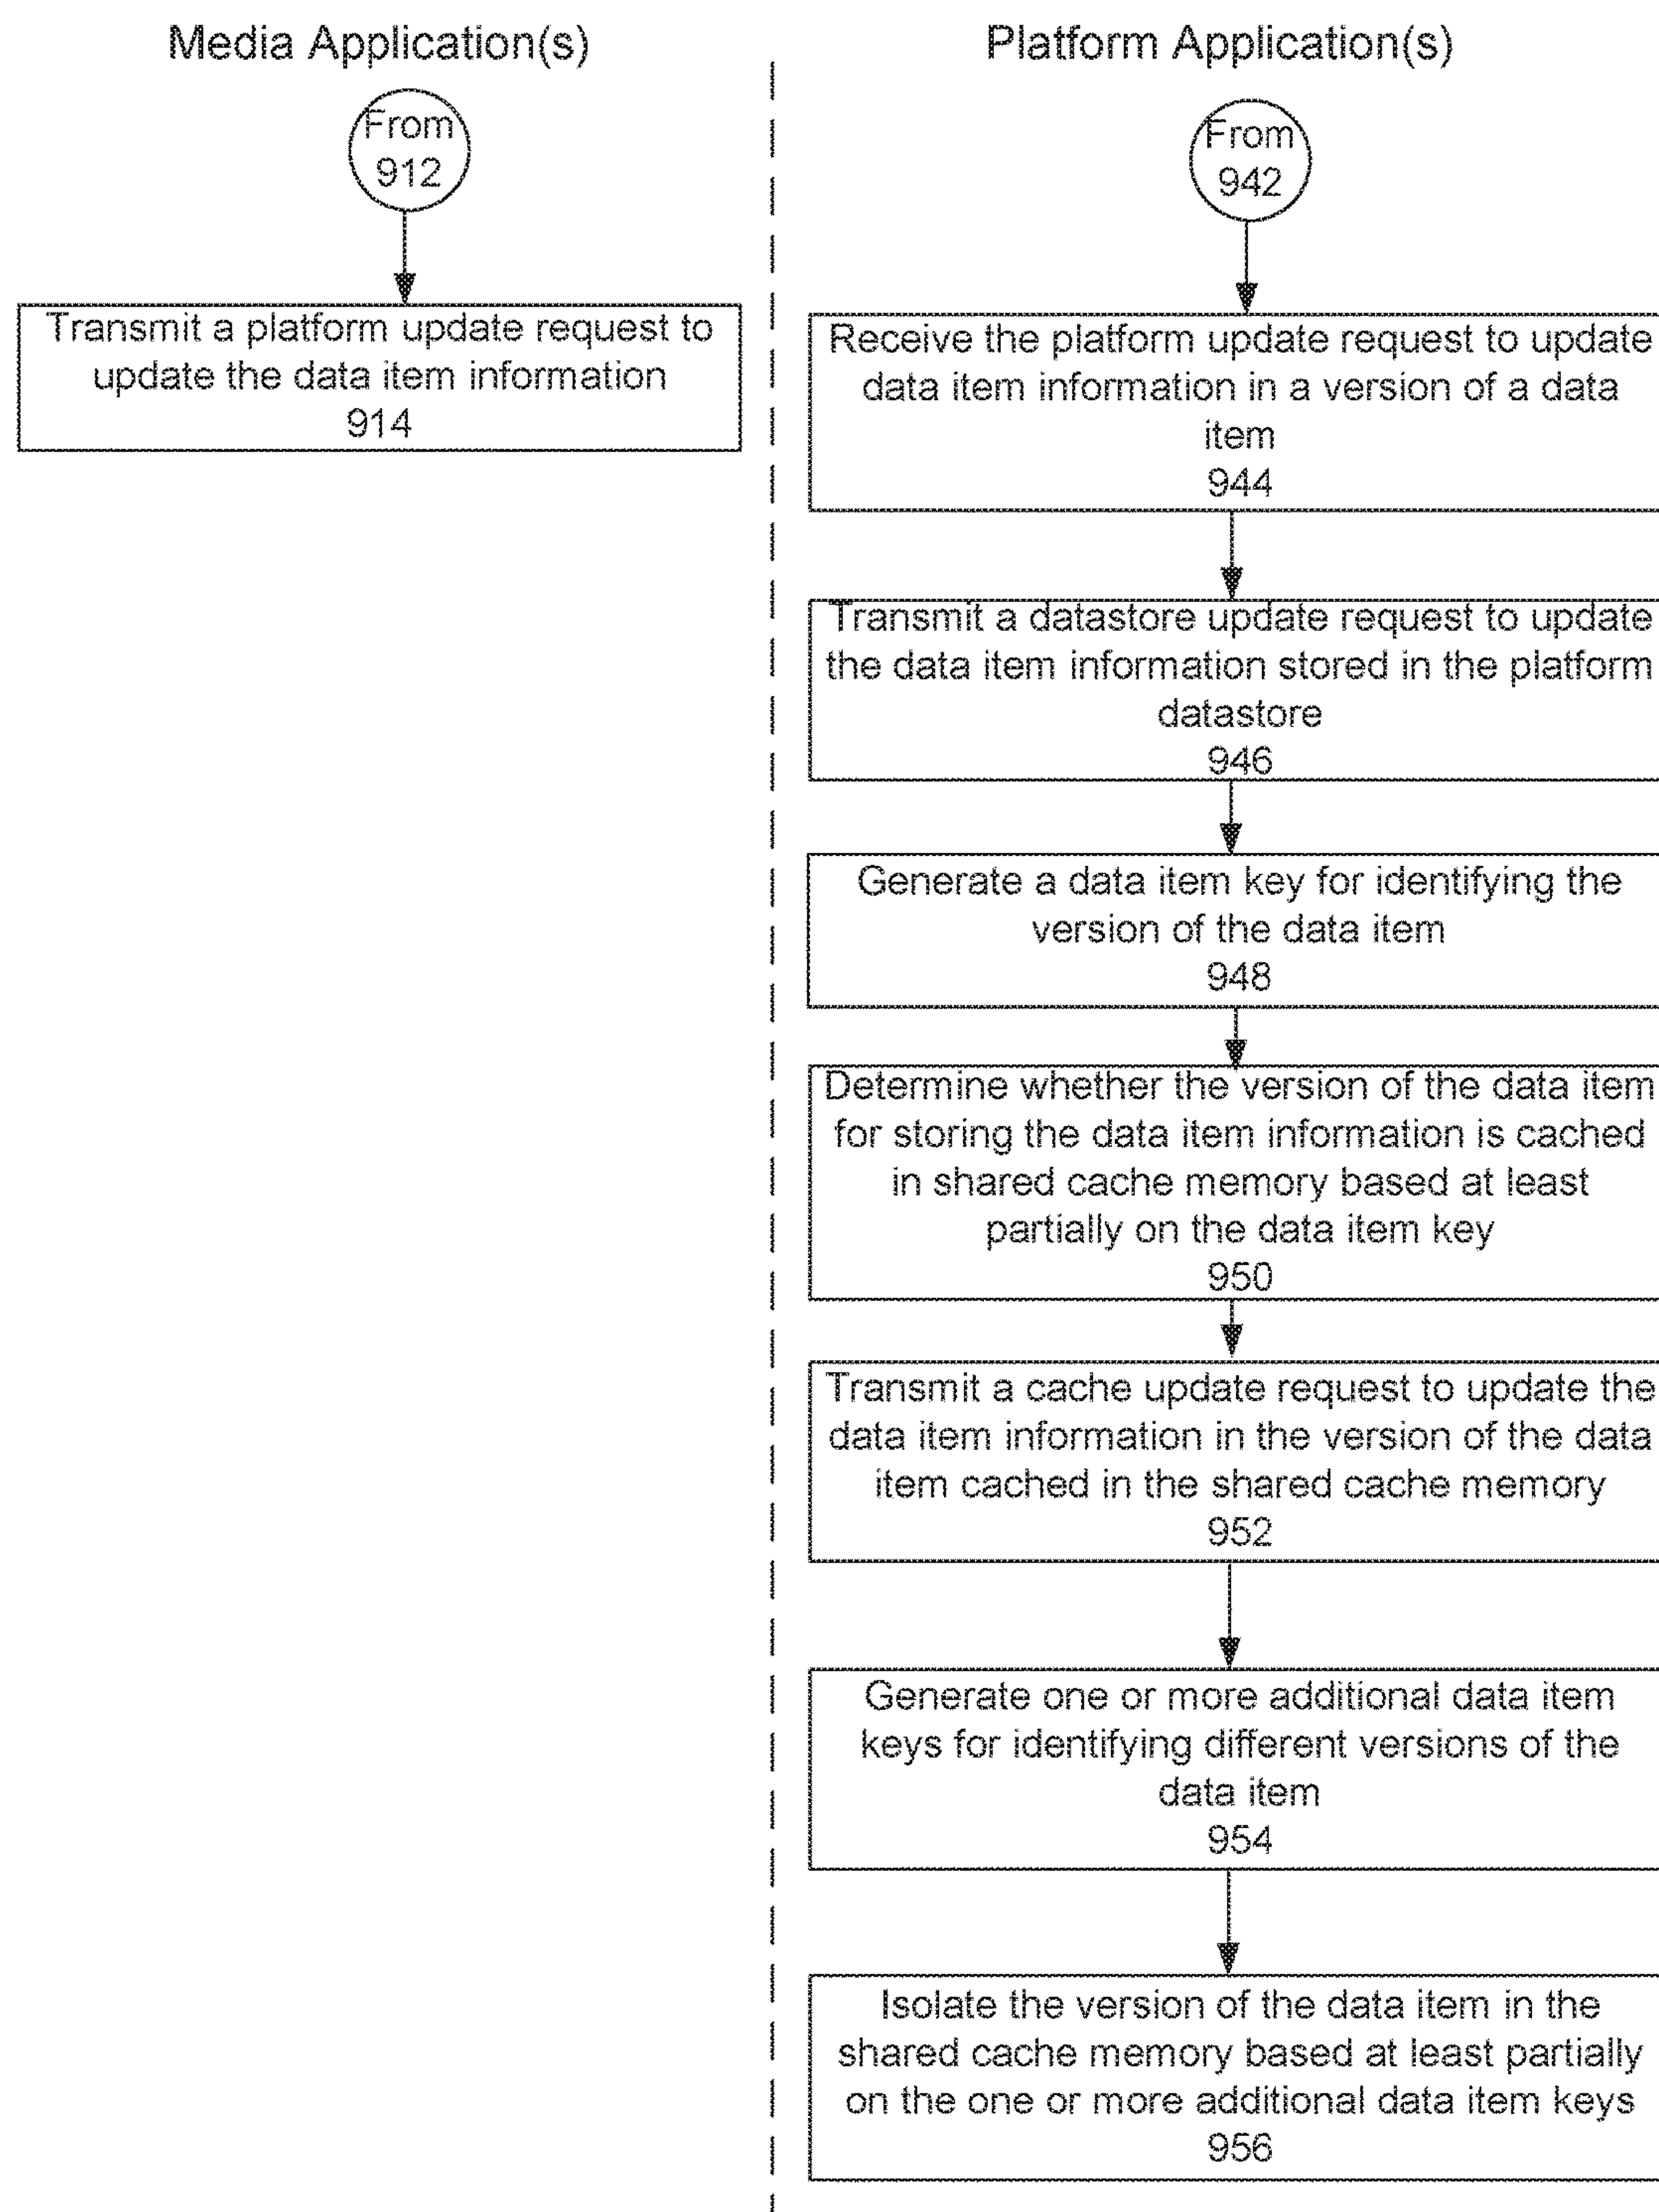 Media Application(s)
Platform Application(s)
From
912
From
942
Transmit a platform update request to
update the data item information
914
Receive the platform update request to update
data item information in a version of a data
item
944
Transmit a datastore update request to update
the data item information stored in the platform
datastore
946
Generate a data item key for identifying the
version of the data item
948
Determine whether the version of the data item
for storing the data item information is cached
in shared cache memory based at least
partially on the data item key
950
Transmit a cache update request to update the
data item information in the version of the data
item cached in the shared cache memory
952
Generate one or more additional data item
keys for identifying different versions of the
data item
954
Isolate the version of the data item in the
shared cache memory based at least partially
on the one or more additional data item keys
956